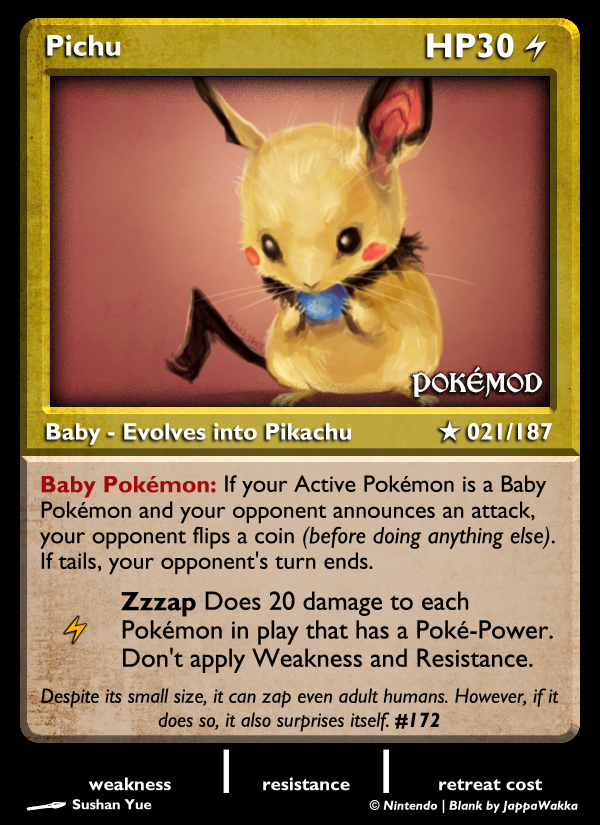 Pichu
HP30
POKÉMOD
Baby - Evolves into Pikachu
★ 021/187
Baby Pokémon: If your Active Pokémon is a Baby
Pokémon and your opponent announces an attack,
your opponent flips a coin (before doing anything else).
If tails, your opponent's turn ends.
Zzzap Does 20 damage to each
Pokémon in play that has a Poké-Power.
Don't apply Weakness and Resistance.
Despite its small size, it can zap even adult humans. However, if it
does so, it also surprises itself. #172
weakness
resistance
retreat cost
Sushan Yue
© Nintendo | Blank by JappaWakka